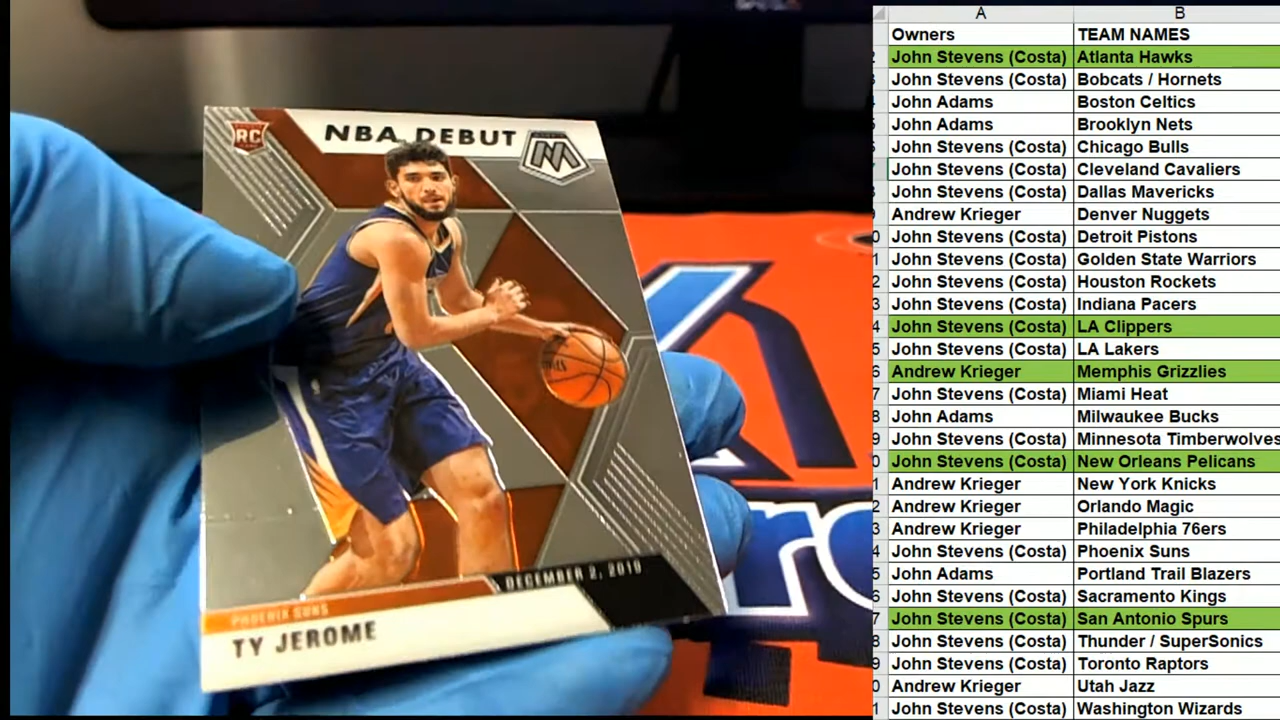 RC
NBA DEBUT
M
DECEMBER 2, 2019
PHOENIX SUNS
TY JEROME
A B
Owners TEAM NAMES
John Stevens (Costa) Atlanta Hawks
John Stevens (Costa) Bobcats / Hornets
John Adams Boston Celtics
John Adams Brooklyn Nets
John Stevens (Costa) Chicago Bulls
John Stevens (Costa) Cleveland Cavaliers
John Stevens (Costa) Dallas Mavericks
Andrew Krieger Denver Nuggets
John Stevens (Costa) Detroit Pistons
John Stevens (Costa) Golden State Warriors
John Stevens (Costa) Houston Rockets
John Stevens (Costa) Indiana Pacers
John Stevens (Costa) LA Clippers
John Stevens (Costa) LA Lakers
Andrew Krieger Memphis Grizzlies
John Stevens (Costa) Miami Heat
John Adams Milwaukee Bucks
John Stevens (Costa) Minnesota Timberwolves
John Stevens (Costa) New Orleans Pelicans
Andrew Krieger New York Knicks
Andrew Krieger Orlando Magic
Andrew Krieger Philadelphia 76ers
John Stevens (Costa) Phoenix Suns
John Adams Portland Trail Blazers
John Stevens (Costa) Sacramento Kings
John Stevens (Costa) San Antonio Spurs
John Stevens (Costa) Thunder / SuperSonics
John Stevens (Costa) Toronto Raptors
Andrew Krieger Utah Jazz
John Stevens (Costa) Washington Wizards